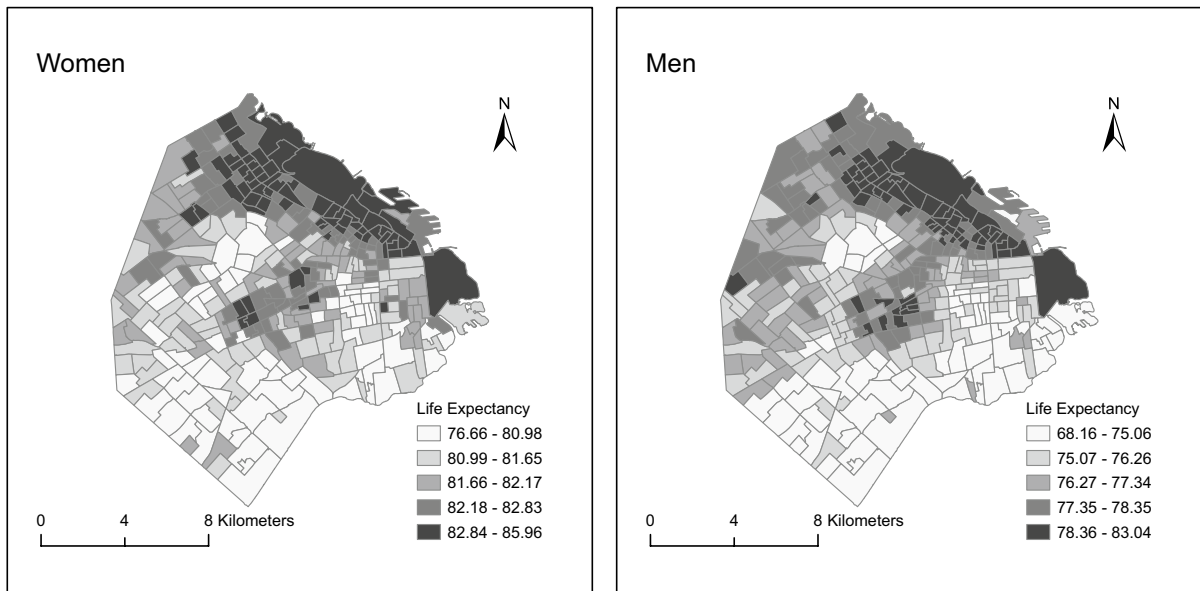 Women
N
Life Expectancy
76.66 - 80.98
80.99 - 81.65
81.66 - 82.17
82.18 - 82.83
82.84 - 85.96
0 4 8 Kilometers
Men
N
Life Expectancy
68.16 - 75.06
75.07 - 76.26
76.27 - 77.34
77.35 - 78.35
78.36 - 83.04
0 4 8 Kilometers